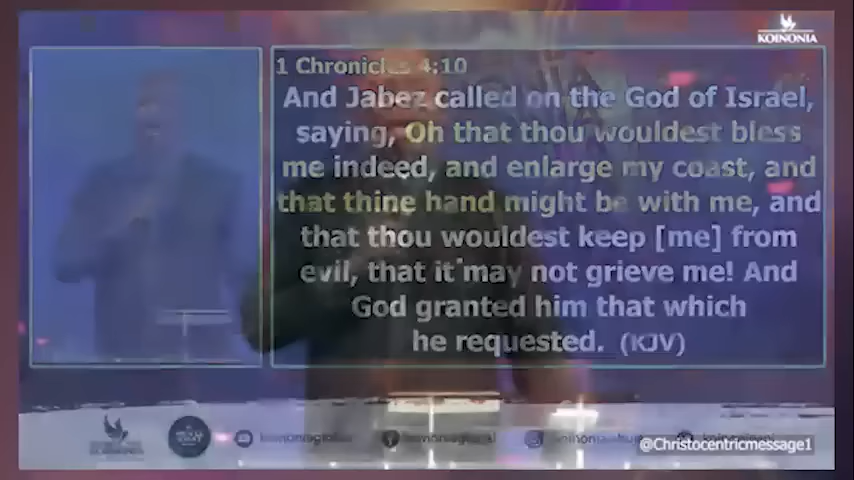 KOINONIA
1 Chronicles 4:10
And Jabez called on the God of Israel,
saying, Oh that thou wouldest bless
me indeed, and enlarge my coast, and
that thine hand might be with me, and
that thou wouldest keep [me] from
evil, that it may not grieve me! And
God granted him that which
he requested. (KJV)
@Christocentricmessage1